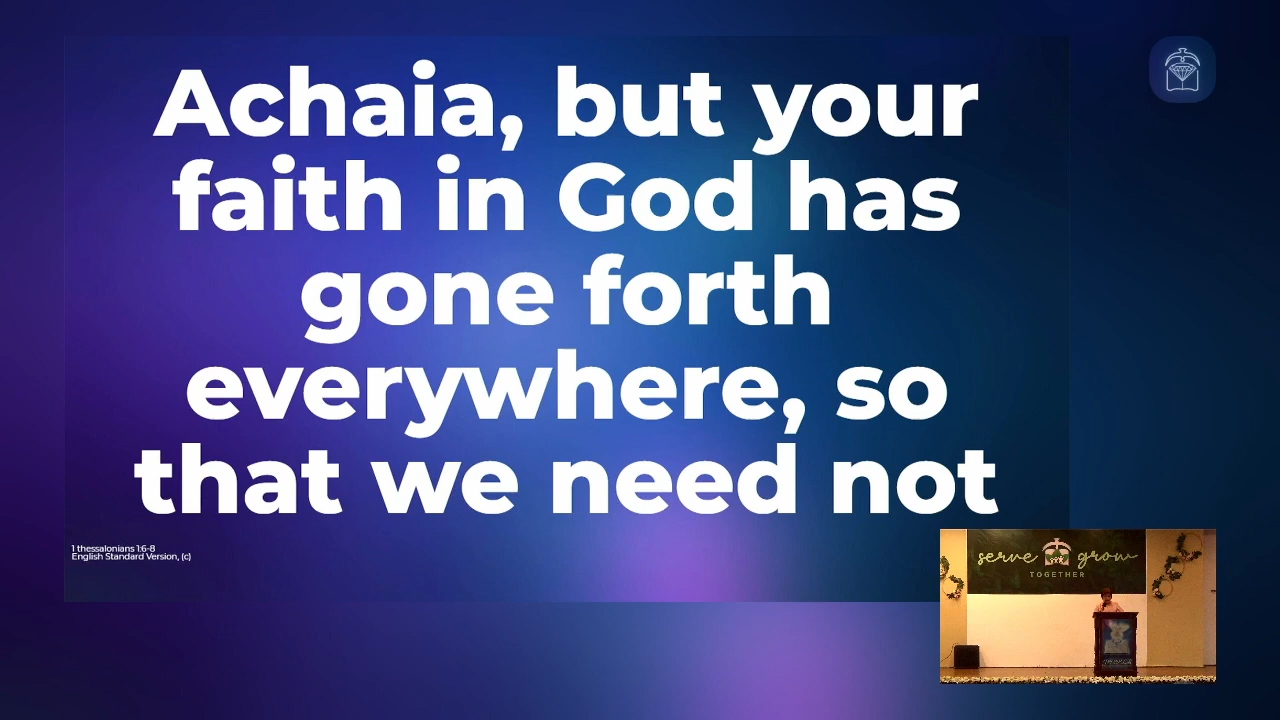 Achaia, but your
faith in God has
gone forth
everywhere, so
that we need not
1 thessalonians 1:6-8
English Standard Version, (c)
serve grow
TOGETHER